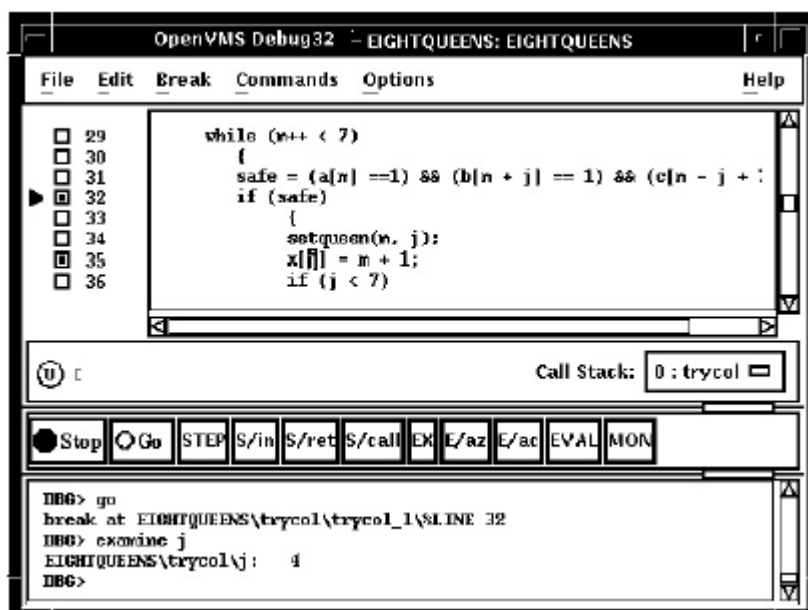 OpenVMS Debug32 - EIGHTQUEENS: EIGHTQUEENS
File Edit Break Commands Options Help
29 while (m++ < 7)
30 {
31 safe = (a[m] ==1) && (b[m + j] == 1) && (c[m - j +
32 if (safe)
33 {
34 setqueen(m, j);
35 x[j] = m + 1;
36 if (j < 7)
U Call Stack: 0 : trycol
Stop Go STEP S/in S/ret S/call EX E/az E/ac EVAL MON
DBG> go
break at EIGHTQUEENS\trycol\trycol_1\%LINE 32
DBG> examine j
EIGHTQUEENS\trycol\j: 4
DBG>